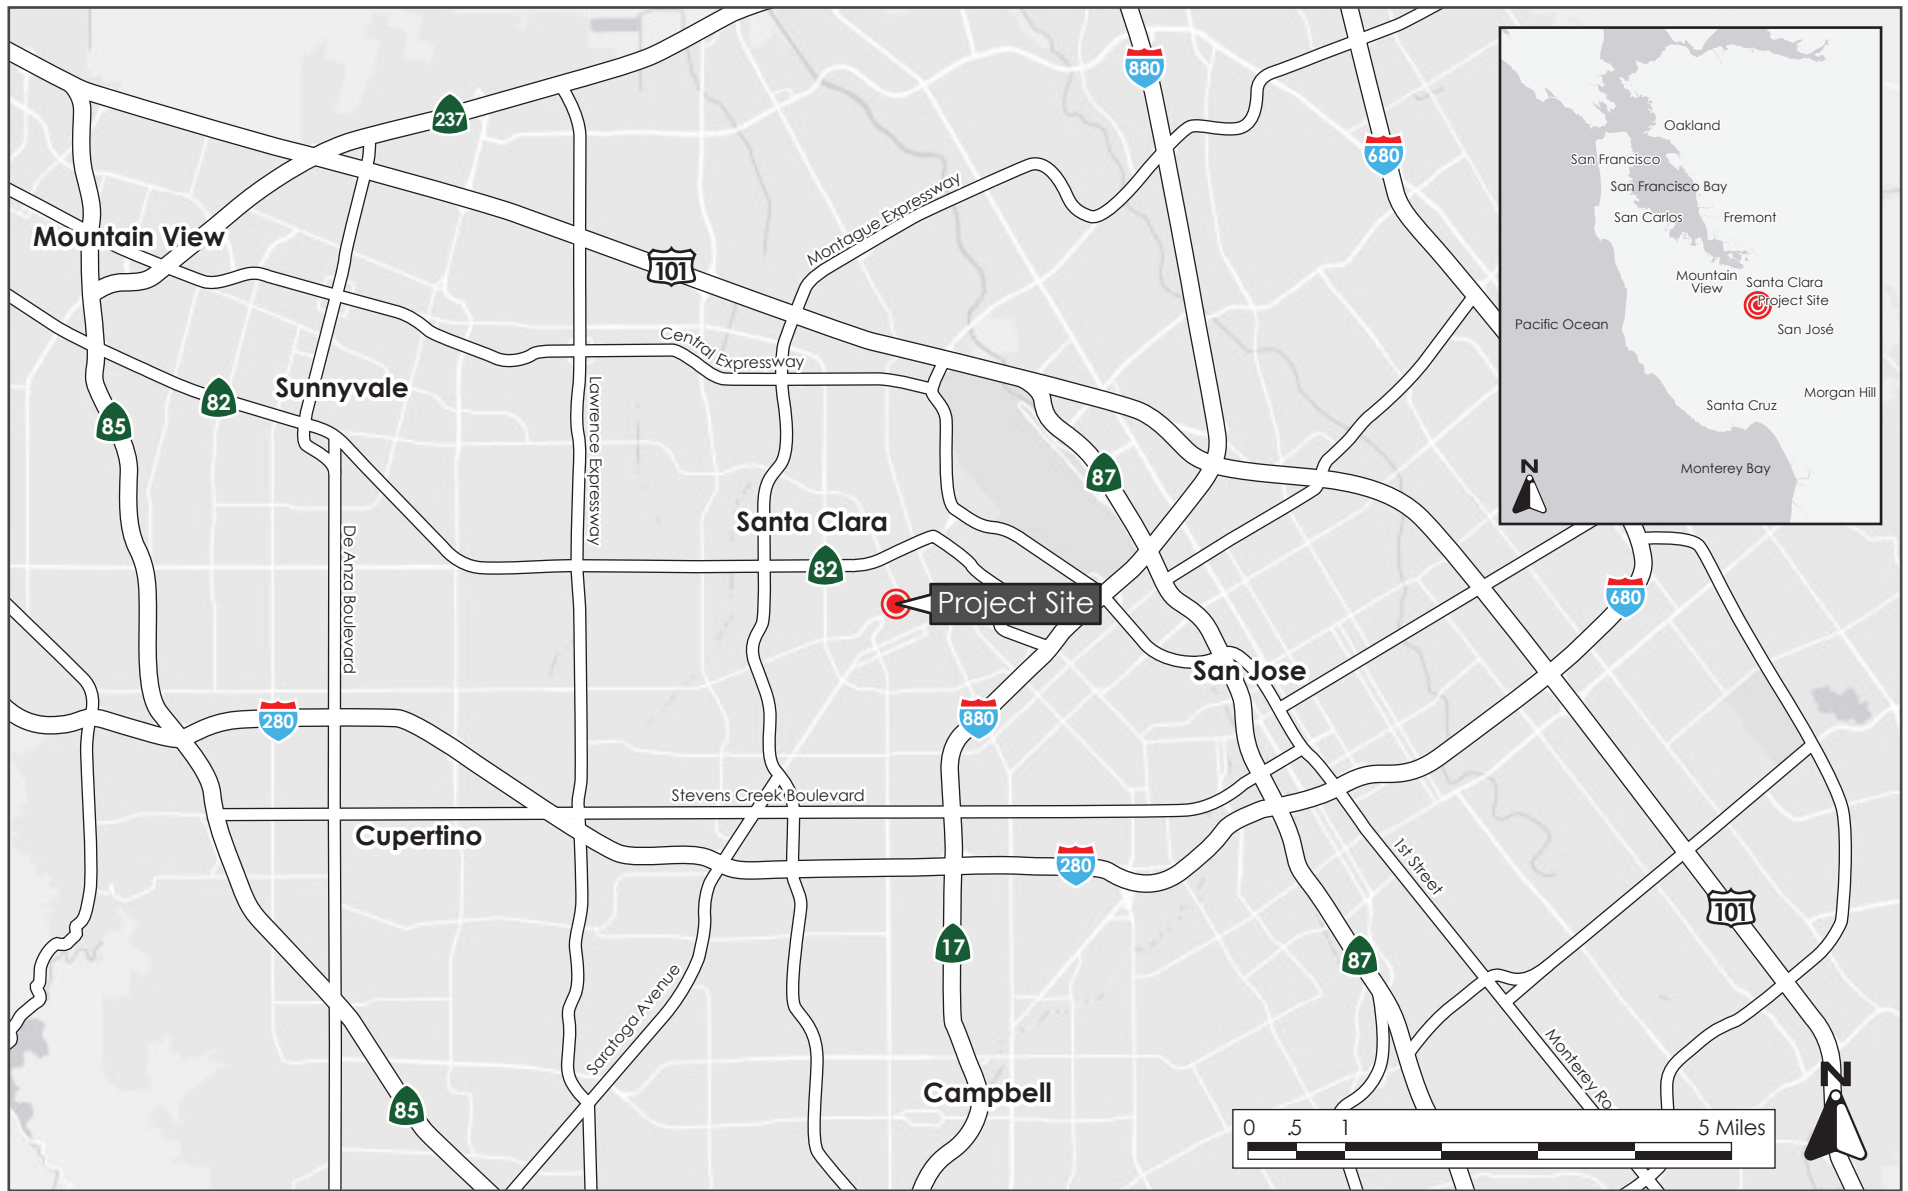 880
237
680
Montague Expressway
Mountain View
101
Central Expressway
Sunnyvale
82
85
Lawrence Expressway
87
Santa Clara
82
De Anza Boulevard
Project Site
680
San Jose
280
880
Stevens Creek Boulevard
Cupertino
280
1st Street
101
17
87
Saratoga Avenue
Monterey Ro
Campbell
85
N
0 .5 1 5 Miles
Oakland
San Francisco
San Francisco Bay
San Carlos
Fremont
Mountain
View
Santa Clara
Project Site
Pacific Ocean
San José
Morgan Hill
Santa Cruz
Monterey Bay
N